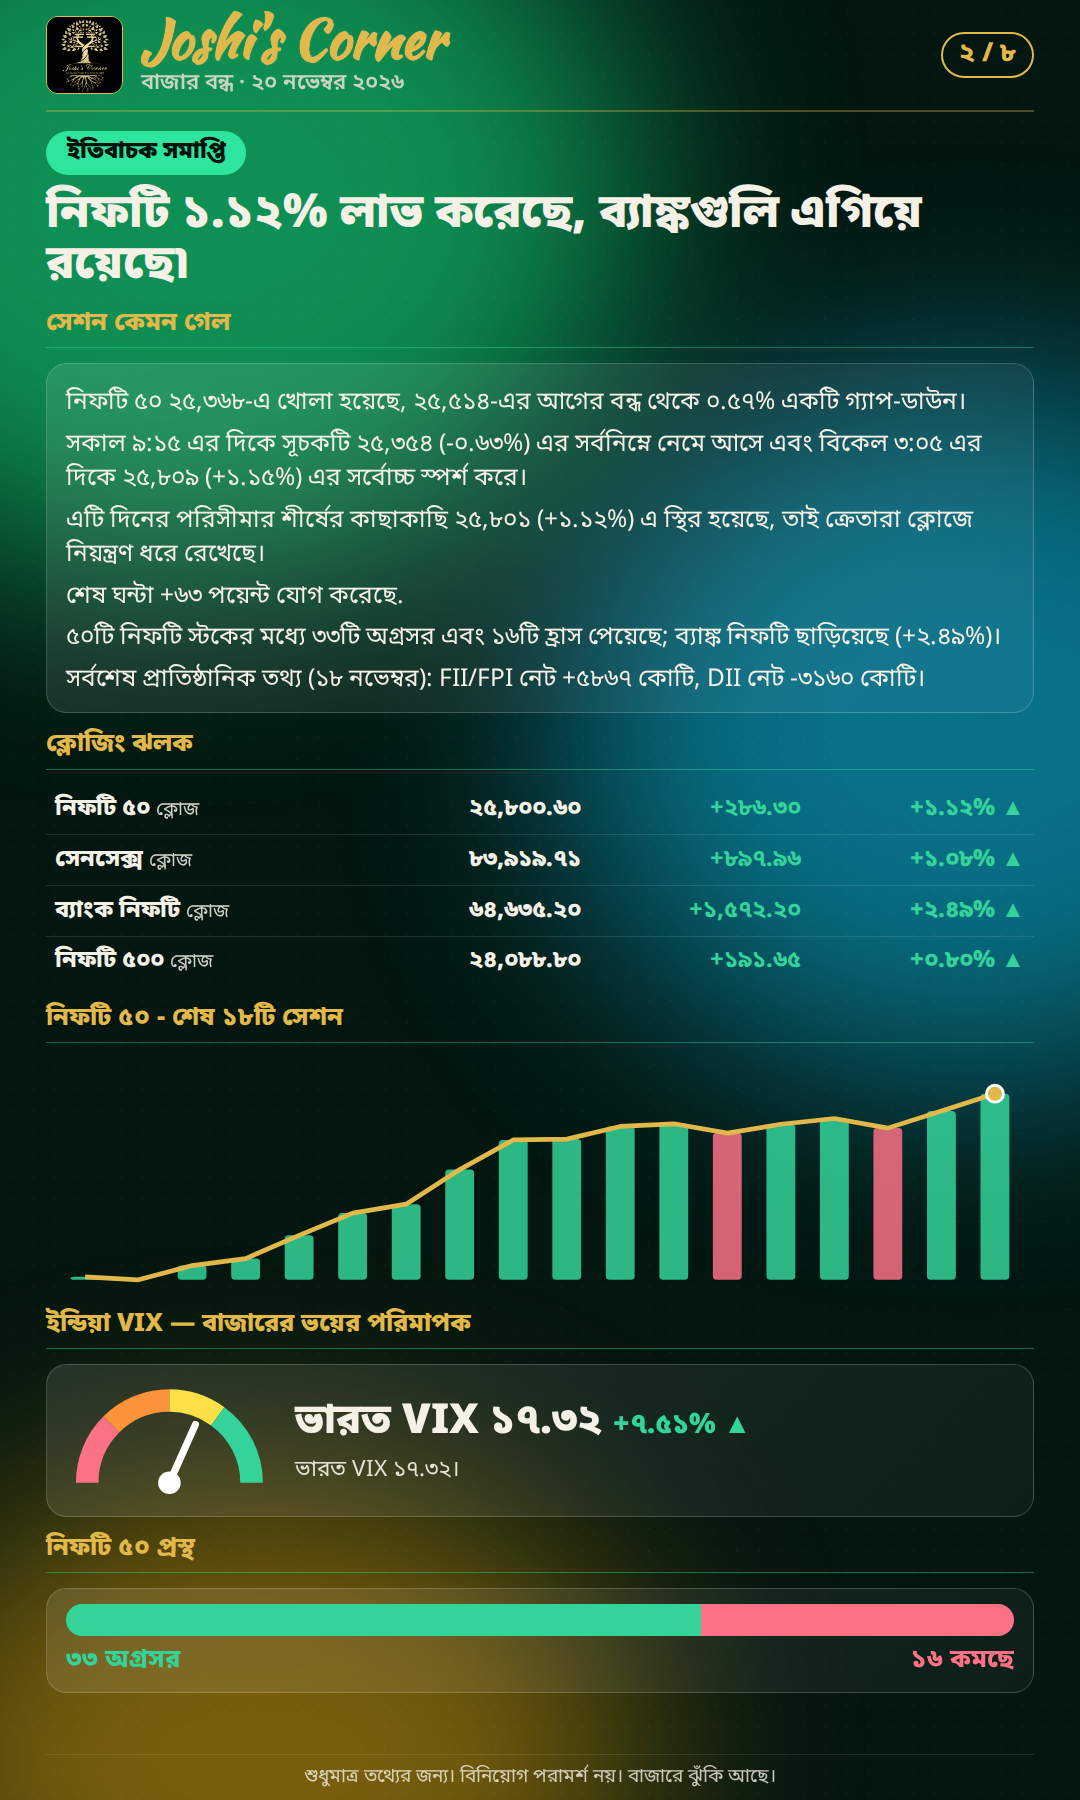 Joshi's Corner
Joshi's Corner
বাজার বন্ধ · ২০ নভেম্বর ২০২৬
২ / ৮
ইতিবাচক সমাপ্তি
নিফটি ১.১২% লাভ করেছে, ব্যাঙ্কগুলি এগিয়ে
রয়েছে৷
সেশন কেমন গেল
নিফটি ৫০ ২৫,৩৬৮-এ খোলা হয়েছে, ২৫,৫১৪-এর আগের বন্ধ থেকে ০.৫৭% একটি গ্যাপ-ডাউন।
সকাল ৯:১৫ এর দিকে সূচকটি ২৫,৩৫৪ (-০.৬৩%) এর সর্বনিম্নে নেমে আসে এবং বিকেল ৩:০৫ এর
দিকে ২৫,৮০৯ (+১.১৫%) এর সর্বোচ্চ স্পর্শ করে।
এটি দিনের পরিসীমার শীর্ষের কাছাকাছি ২৫,৮০১ (+১.১২%) এ স্থির হয়েছে, তাই ক্রেতারা ক্লোজে
নিয়ন্ত্রণ ধরে রেখেছে।
শেষ ঘন্টা +৬৩ পয়েন্ট যোগ করেছে.
৫০টি নিফটি স্টকের মধ্যে ৩৩টি অগ্রসর এবং ১৬টি হ্রাস পেয়েছে; ব্যাঙ্ক নিফটি ছাড়িয়েছে (+২.৪৯%)।
সর্বশেষ প্রাতিষ্ঠানিক তথ্য (১৮ নভেম্বর): FII/FPI নেট +৫৮৬৭ কোটি, DII নেট -৩১৬০ কোটি।
ক্লোজিং ঝলক
নিফটি ৫০ ক্লোজ ২৫,৮০০.৬০ +২৮৬.৩০ +১.১২% ▲
সেনসেক্স ক্লোজ ৮৩,৯১৯.৭১ +৮৯৭.৯৬ +১.০৮% ▲
ব্যাংক নিফটি ক্লোজ ৬৪,৬৩৫.২০ +১,৫৭২.২০ +২.৪৯% ▲
নিফটি ৫০০ ক্লোজ ২৪,০৮৮.৮০ +১৯১.৬৫ +০.৮০% ▲
নিফটি ৫০ - শেষ ১৮টি সেশন
ইন্ডিয়া VIX — বাজারের ভয়ের পরিমাপক
ভারত VIX ১৭.৩২ +৭.৫১% ▲
ভারত VIX ১৭.৩২।
নিফটি ৫০ প্রস্থ
৩৩ অগ্রসর
১৬ কমছে
শুধুমাত্র তথ্যের জন্য। বিনিয়োগ পরামর্শ নয়। বাজারে ঝুঁকি আছে।